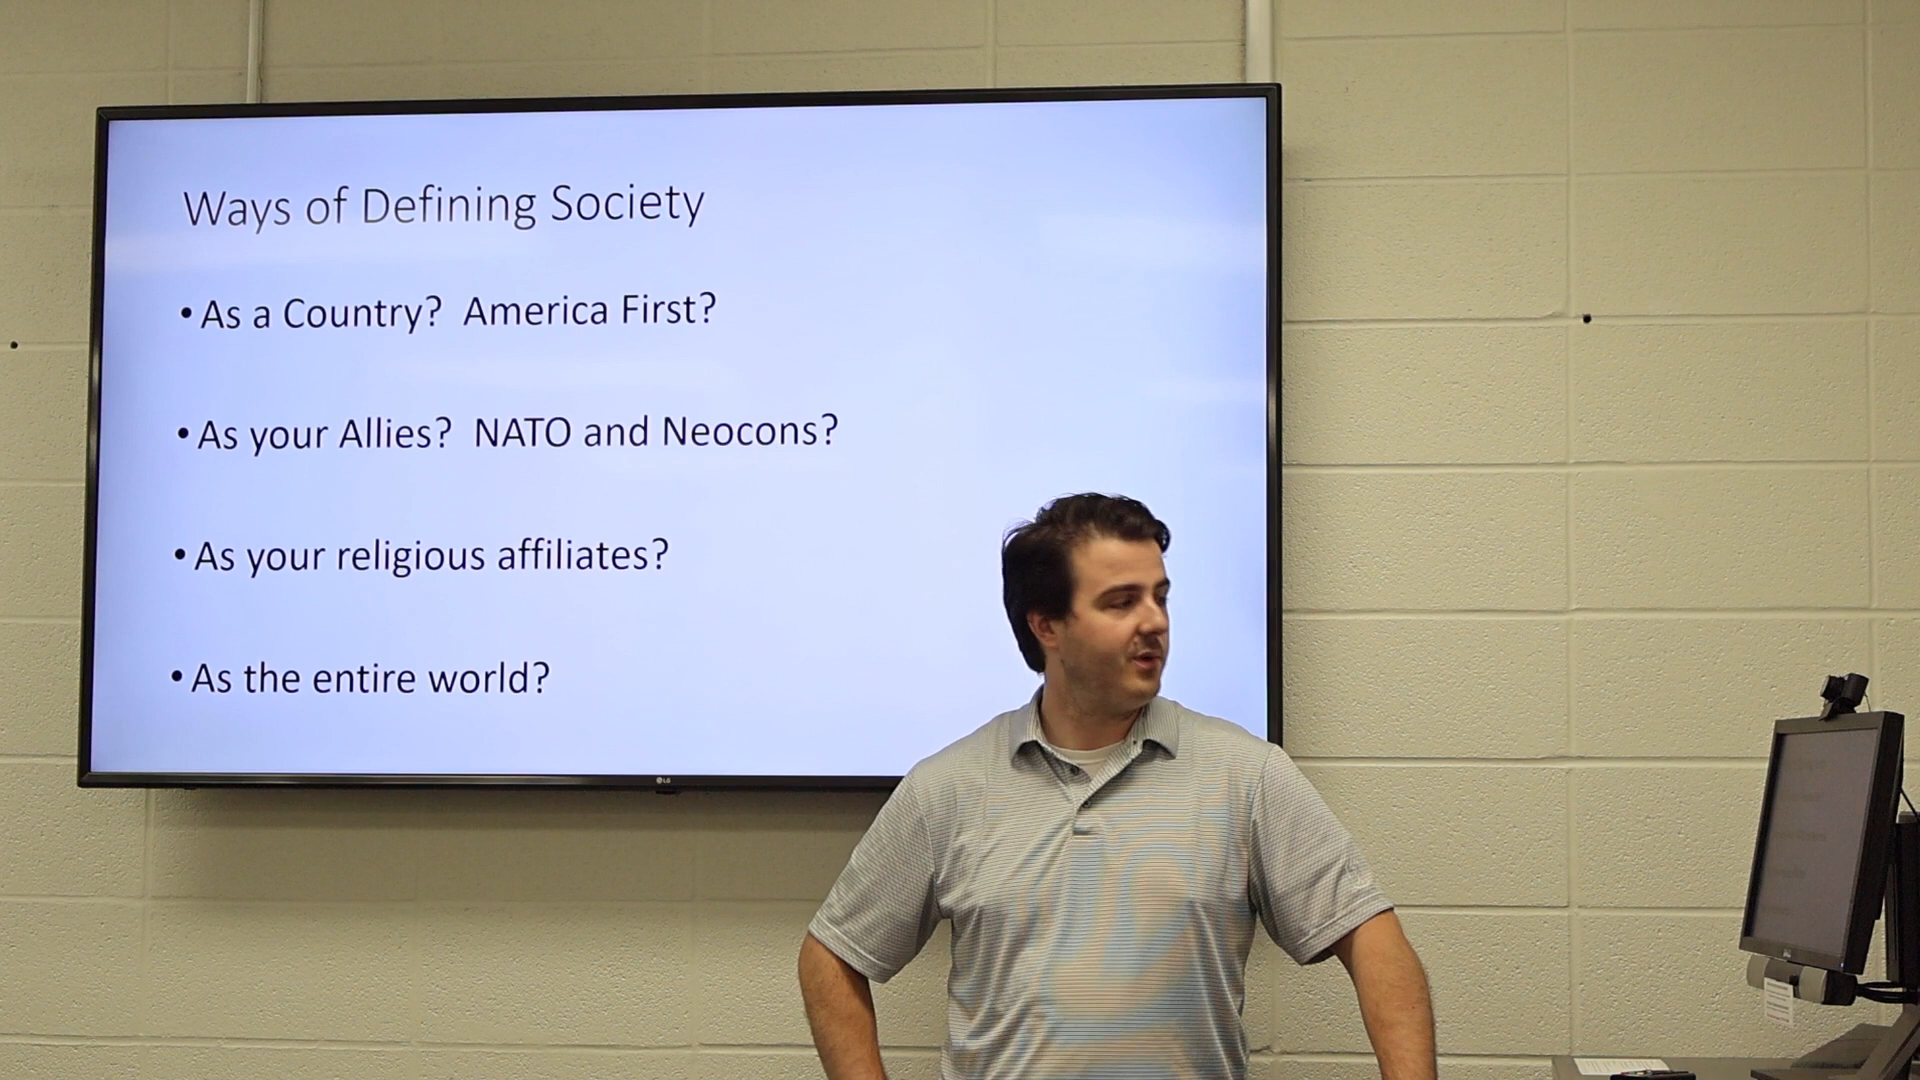 Ways of Defining Society
• As a Country?  America First?
• As your Allies?  NATO and Neocons?
• As your religious affiliates?
• As the entire world?
LG